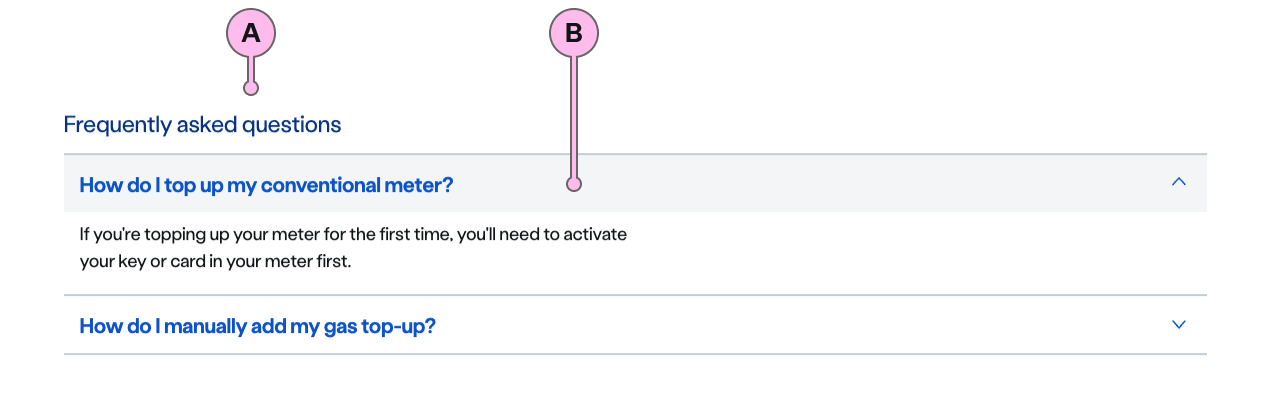 A
B
Frequently asked questions
How do I top up my conventional meter?
If you're topping up your meter for the first time, you'll need to activate
your key or card in your meter first.
How do I manually add my gas top-up?